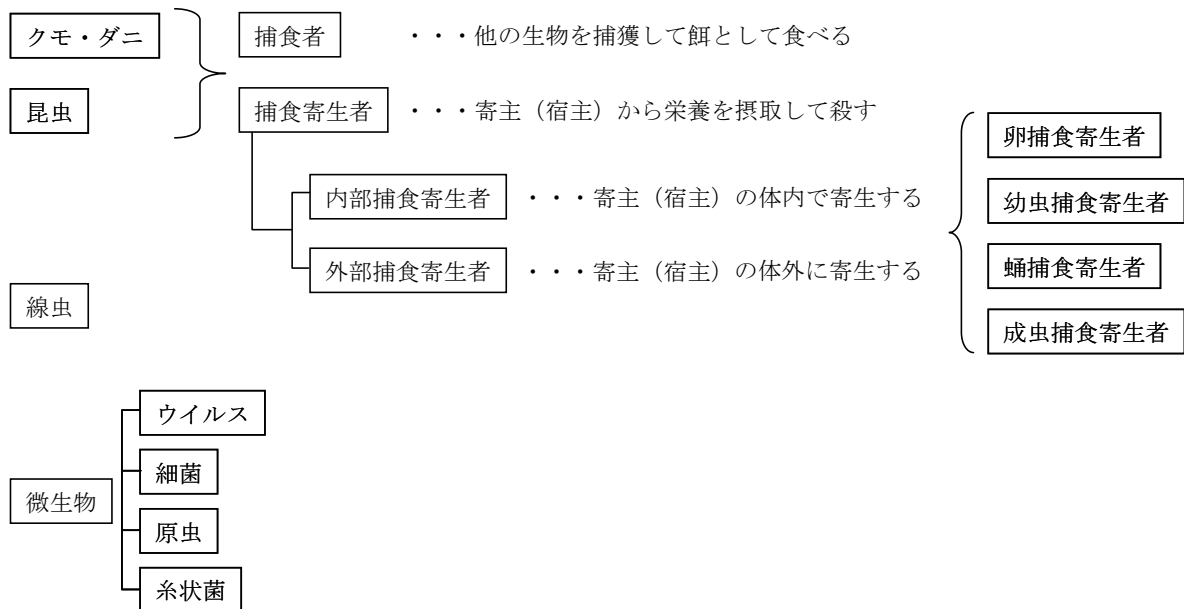 クモ・ダニ
捕食者 ・・・他の生物を捕獲して餌として食べる
昆虫
捕食寄生者 ・・・寄主（宿主）から栄養を摂取して殺す
内部捕食寄生者 ・・・寄主（宿主）の体内で寄生する
外部捕食寄生者 ・・・寄主（宿主）の体外に寄生する
卵捕食寄生者
幼虫捕食寄生者
蛹捕食寄生者
成虫捕食寄生者
線虫
微生物
ウイルス
細菌
原虫
糸状菌